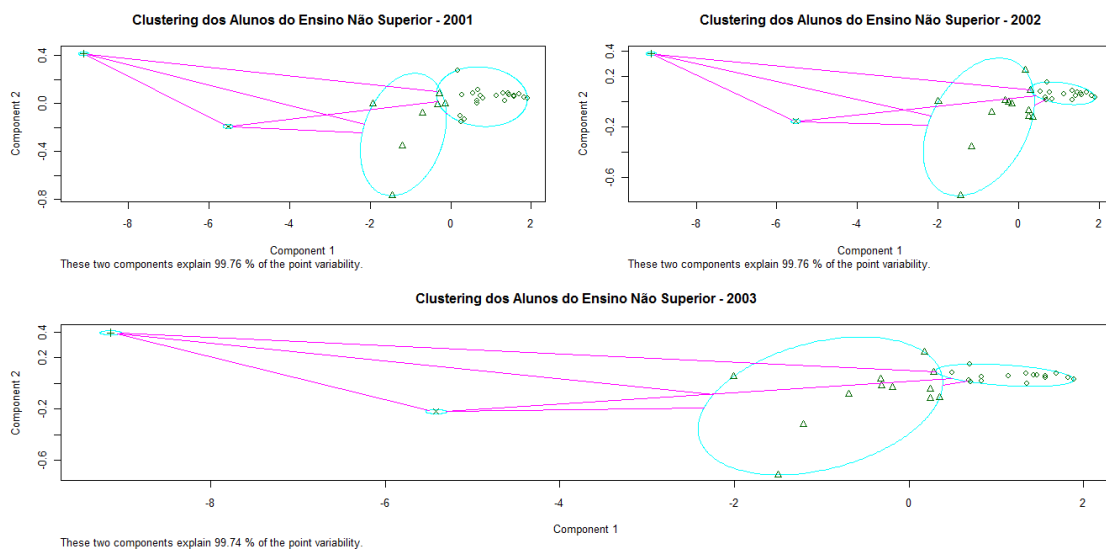 Clustering dos Alunos do Ensino Não Superior - 2001
Component 2
0.4
0.0
-0.4
-0.8
-8
-6
-4
-2
0
2
Component 1
These two components explain 99.76 % of the point variability.
Clustering dos Alunos do Ensino Não Superior - 2002
Component 2
0.4
0.2
-0.2
-0.6
-8
-6
-4
-2
0
2
Component 1
These two components explain 99.76 % of the point variability.
Clustering dos Alunos do Ensino Não Superior - 2003
Component 2
0.4
0.2
-0.2
-0.6
-8
-6
-4
-2
0
2
Component 1
These two components explain 99.74 % of the point variability.